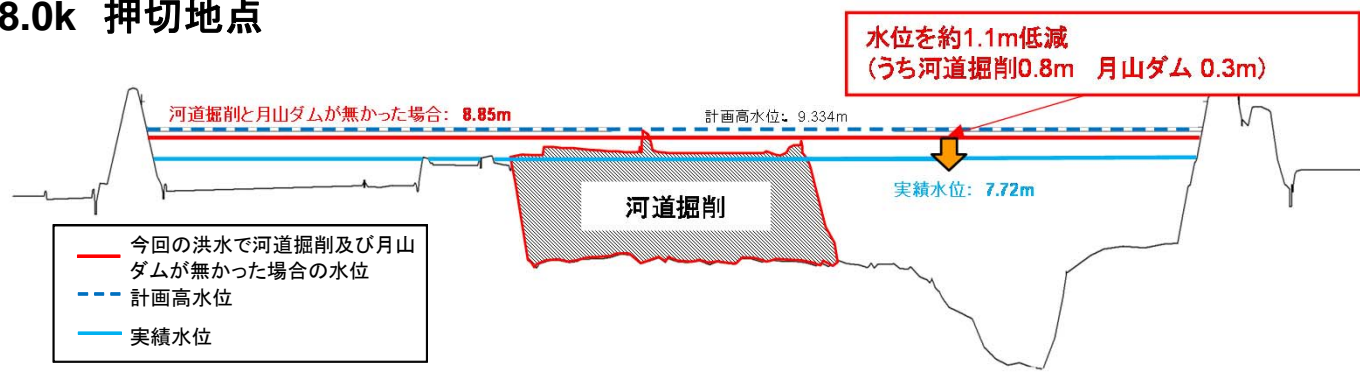 8.0k 押切地点
水位を約1.1m低減
(うち河道掘削0.8m 月山ダム 0.3m)
河道掘削と月山ダムが無かった場合: 8.85m
計画高水位: 9.334m
実績水位: 7.72m
河道掘削
今回の洪水で河道掘削及び月山
ダムが無かった場合の水位
計画高水位
実績水位